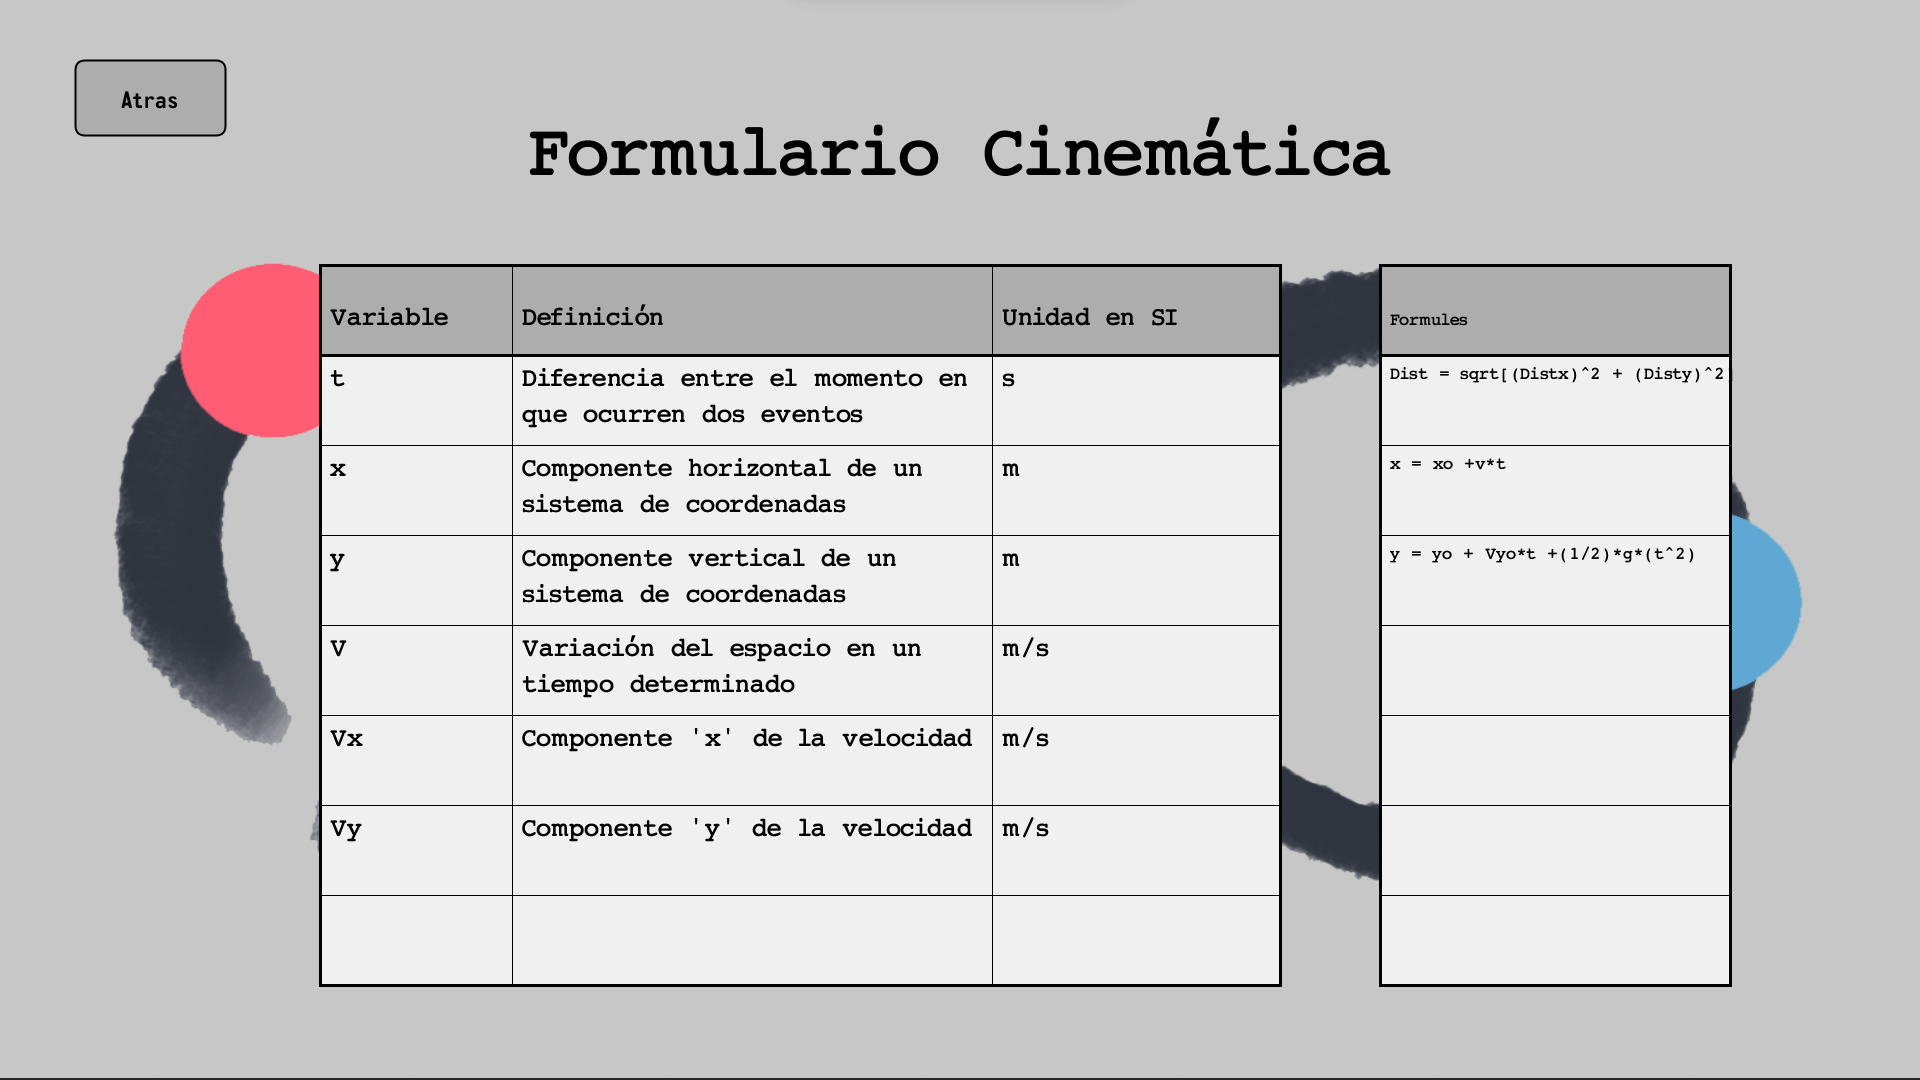 Atras
Formulario Cinemática
Variable Definición Unidad en SI
t Diferencia entre el momento en s
que ocurren dos eventos
x Componente horizontal de un m
sistema de coordenadas
y Componente vertical de un m
sistema de coordenadas
V Variación del espacio en un m/s
tiempo determinado
Vx Componente 'x' de la velocidad m/s
Vy Componente 'y' de la velocidad m/s
Formules
Dist = sqrt[(Distx)^2 + (Disty)^2]
x = xo +v*t
y = yo + Vyo*t +(1/2)*g*(t^2)